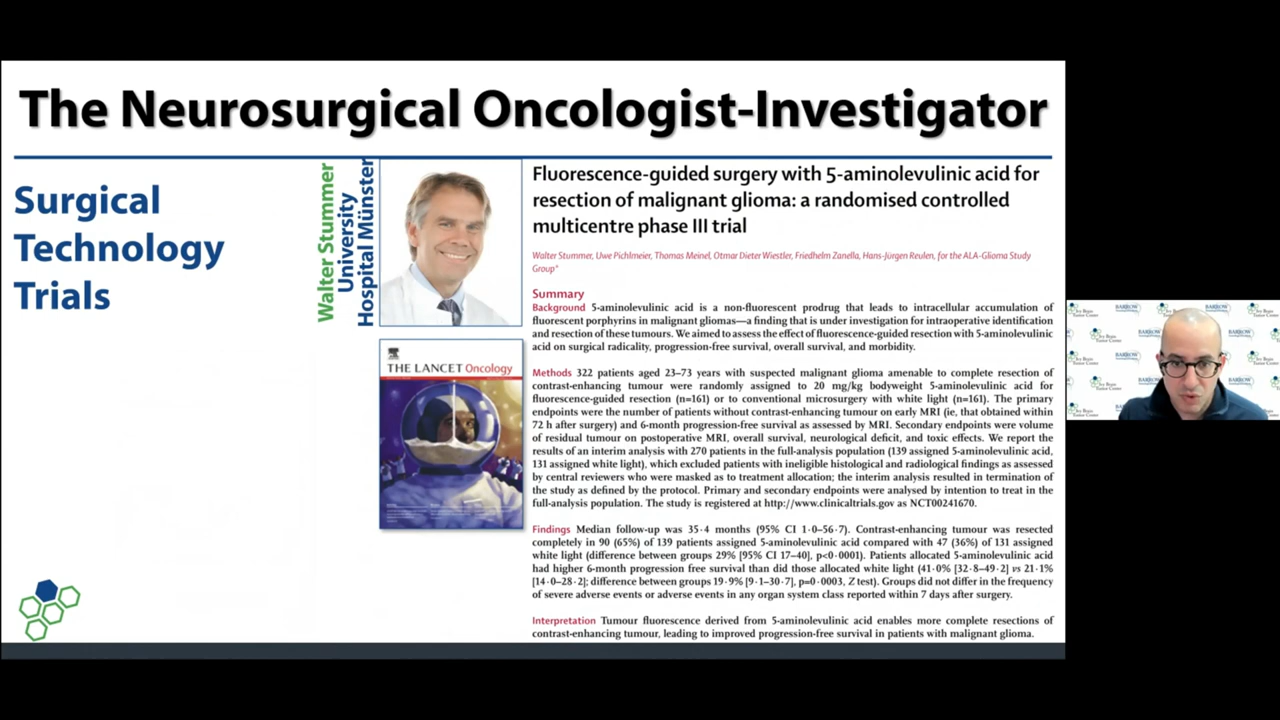 The Neurosurgical Oncologist-Investigator
Surgical
Technology
Trials
Walter Stummer
University
Hospital Münster
THE LANCET Oncology
Fluorescence-guided surgery with 5-aminolevulinic acid for
resection of malignant glioma: a randomised controlled
multicentre phase III trial
Walter Stummer, Uwe Pichlmeier, Thomas Meinel, Otmar Dieter Wiestler, Friedhelm Zanella, Hans-Jürgen Reulen, for the ALA-Glioma Study
Group*
Summary
Background 5-aminolevulinic acid is a non-fluorescent prodrug that leads to intracellular accumulation of
fluorescent porphyrins in malignant gliomas—a finding that is under investigation for intraoperative identification
and resection of these tumours. We aimed to assess the effect of fluorescence-guided resection with 5-aminolevulinic
acid on surgical radicality, progression-free survival, overall survival, and morbidity.
Methods 322 patients aged 23–73 years with suspected malignant glioma amenable to complete resection of
contrast-enhancing tumour were randomly assigned to 20 mg/kg bodyweight 5-aminolevulinic acid for
fluorescence-guided resection (n=161) or to conventional microsurgery with white light (n=161). The primary
endpoints were the number of patients without contrast-enhancing tumour on early MRI (ie, that obtained within
72 h after surgery) and 6-month progression-free survival as assessed by MRI. Secondary endpoints were volume
of residual tumour on postoperative MRI, overall survival, neurological deficit, and toxic effects. We report the
results of an interim analysis with 270 patients in the full-analysis population (139 assigned 5-aminolevulinic acid,
131 assigned white light), which excluded patients with ineligible histological and radiological findings as assessed
by central reviewers who were masked as to treatment allocation; the interim analysis resulted in termination of
the study as defined by the protocol. Primary and secondary endpoints were analysed by intention to treat in the
full-analysis population. The study is registered at http://www.clinicaltrials.gov as NCT00241670.
Findings Median follow-up was 35·4 months (95% CI 1·0–56·7). Contrast-enhancing tumour was resected
completely in 90 (65%) of 139 patients assigned 5-aminolevulinic acid compared with 47 (36%) of 131 assigned
white light (difference between groups 29% [95% CI 17–40], p<0·0001). Patients allocated 5-aminolevulinic acid
had higher 6-month progression free survival than did those allocated white light (41·0% [32·8–49·2] vs 21·1%
[14·0–28·2]; difference between groups 19·9% [9·1–30·7], p=0·0003, Z test). Groups did not differ in the frequency
of severe adverse events or adverse events in any organ system class reported within 7 days after surgery.
Interpretation Tumour fluorescence derived from 5-aminolevulinic acid enables more complete resections of
contrast-enhancing tumour, leading to improved progression-free survival in patients with malignant glioma.
BARROW
Ivy Brain
Tumor Center